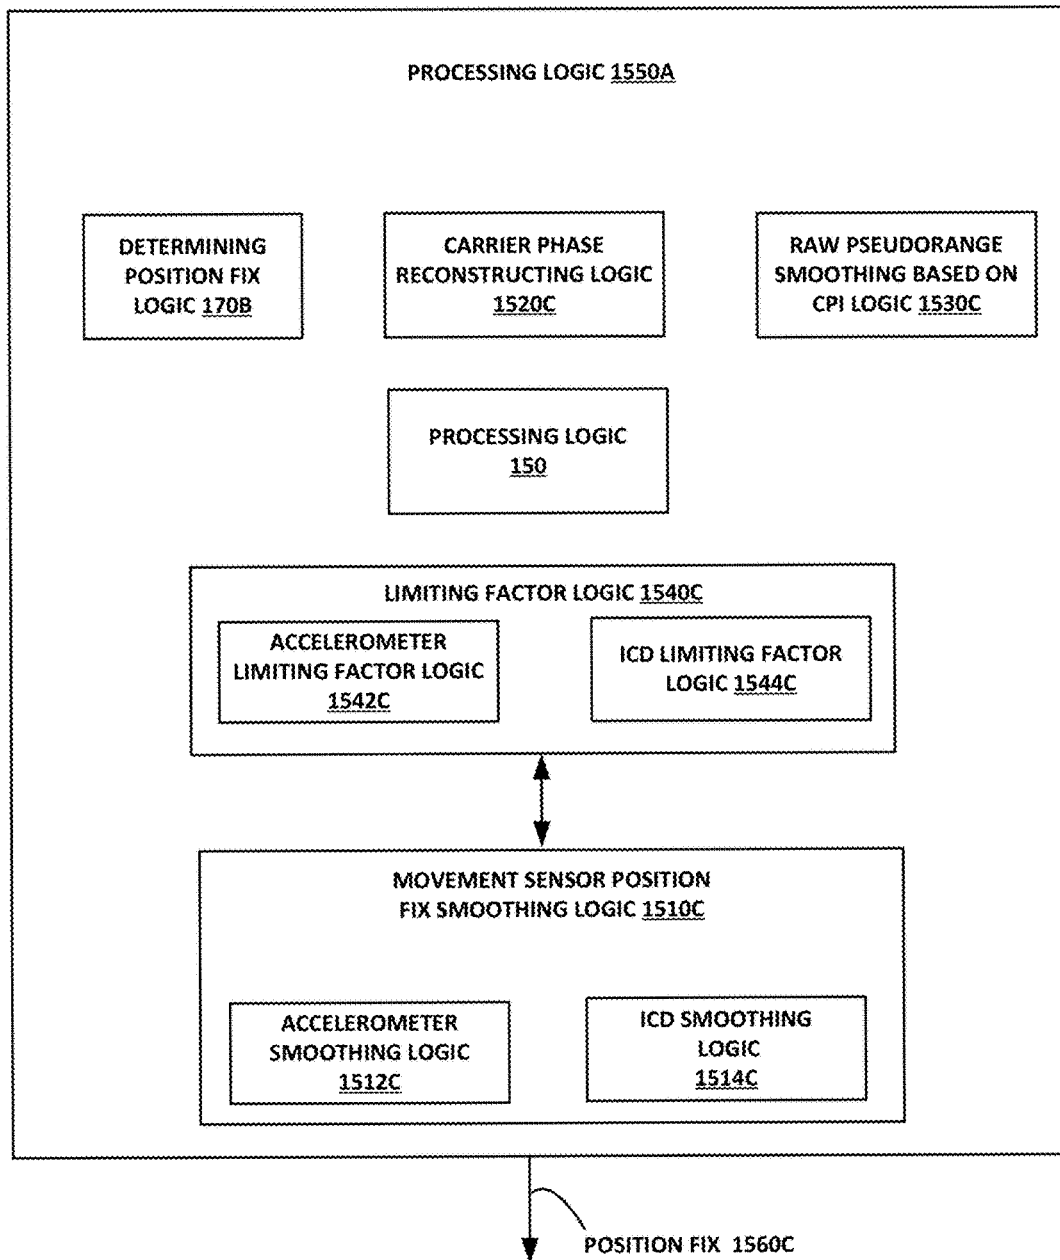 PROCESSING LOGIC 1550A
DETERMINING
POSITION FIX
LOGIC 170B
CARRIER PHASE
RECONSTRUCTING LOGIC
1520C
RAW PSEUDORANGE
SMOOTHING BASED ON
CPI LOGIC 1530C
PROCESSING LOGIC
150
LIMITING FACTOR LOGIC 1540C
ACCELEROMETER
LIMITING FACTOR LOGIC
1542C
ICD LIMITING FACTOR
LOGIC 1544C
MOVEMENT SENSOR POSITION
FIX SMOOTHING LOGIC 1510C
ACCELEROMETER
SMOOTHING LOGIC
1512C
ICD SMOOTHING
LOGIC
1514C
POSITION FIX 1560C